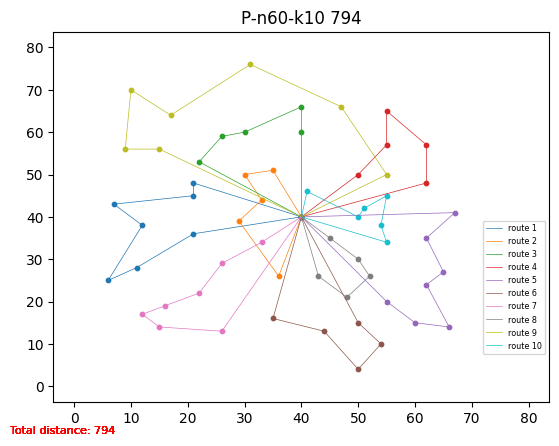 P-n60-k10 794
80
70
60
50
40
30
20
10
0
0 10 20 30 40 50 60 70 80
route 1
route 2
route 3
route 4
route 5
route 6
route 7
route 8
route 9
route 10
Total distance: 794